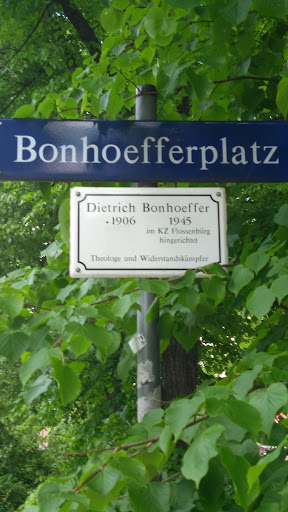 Bonhoefferplatz
Dietrich Bonhoeffer
*1906 1945
im KZ Flossenbürg
hingerichtet
Theologe und Widerstandskämpfer